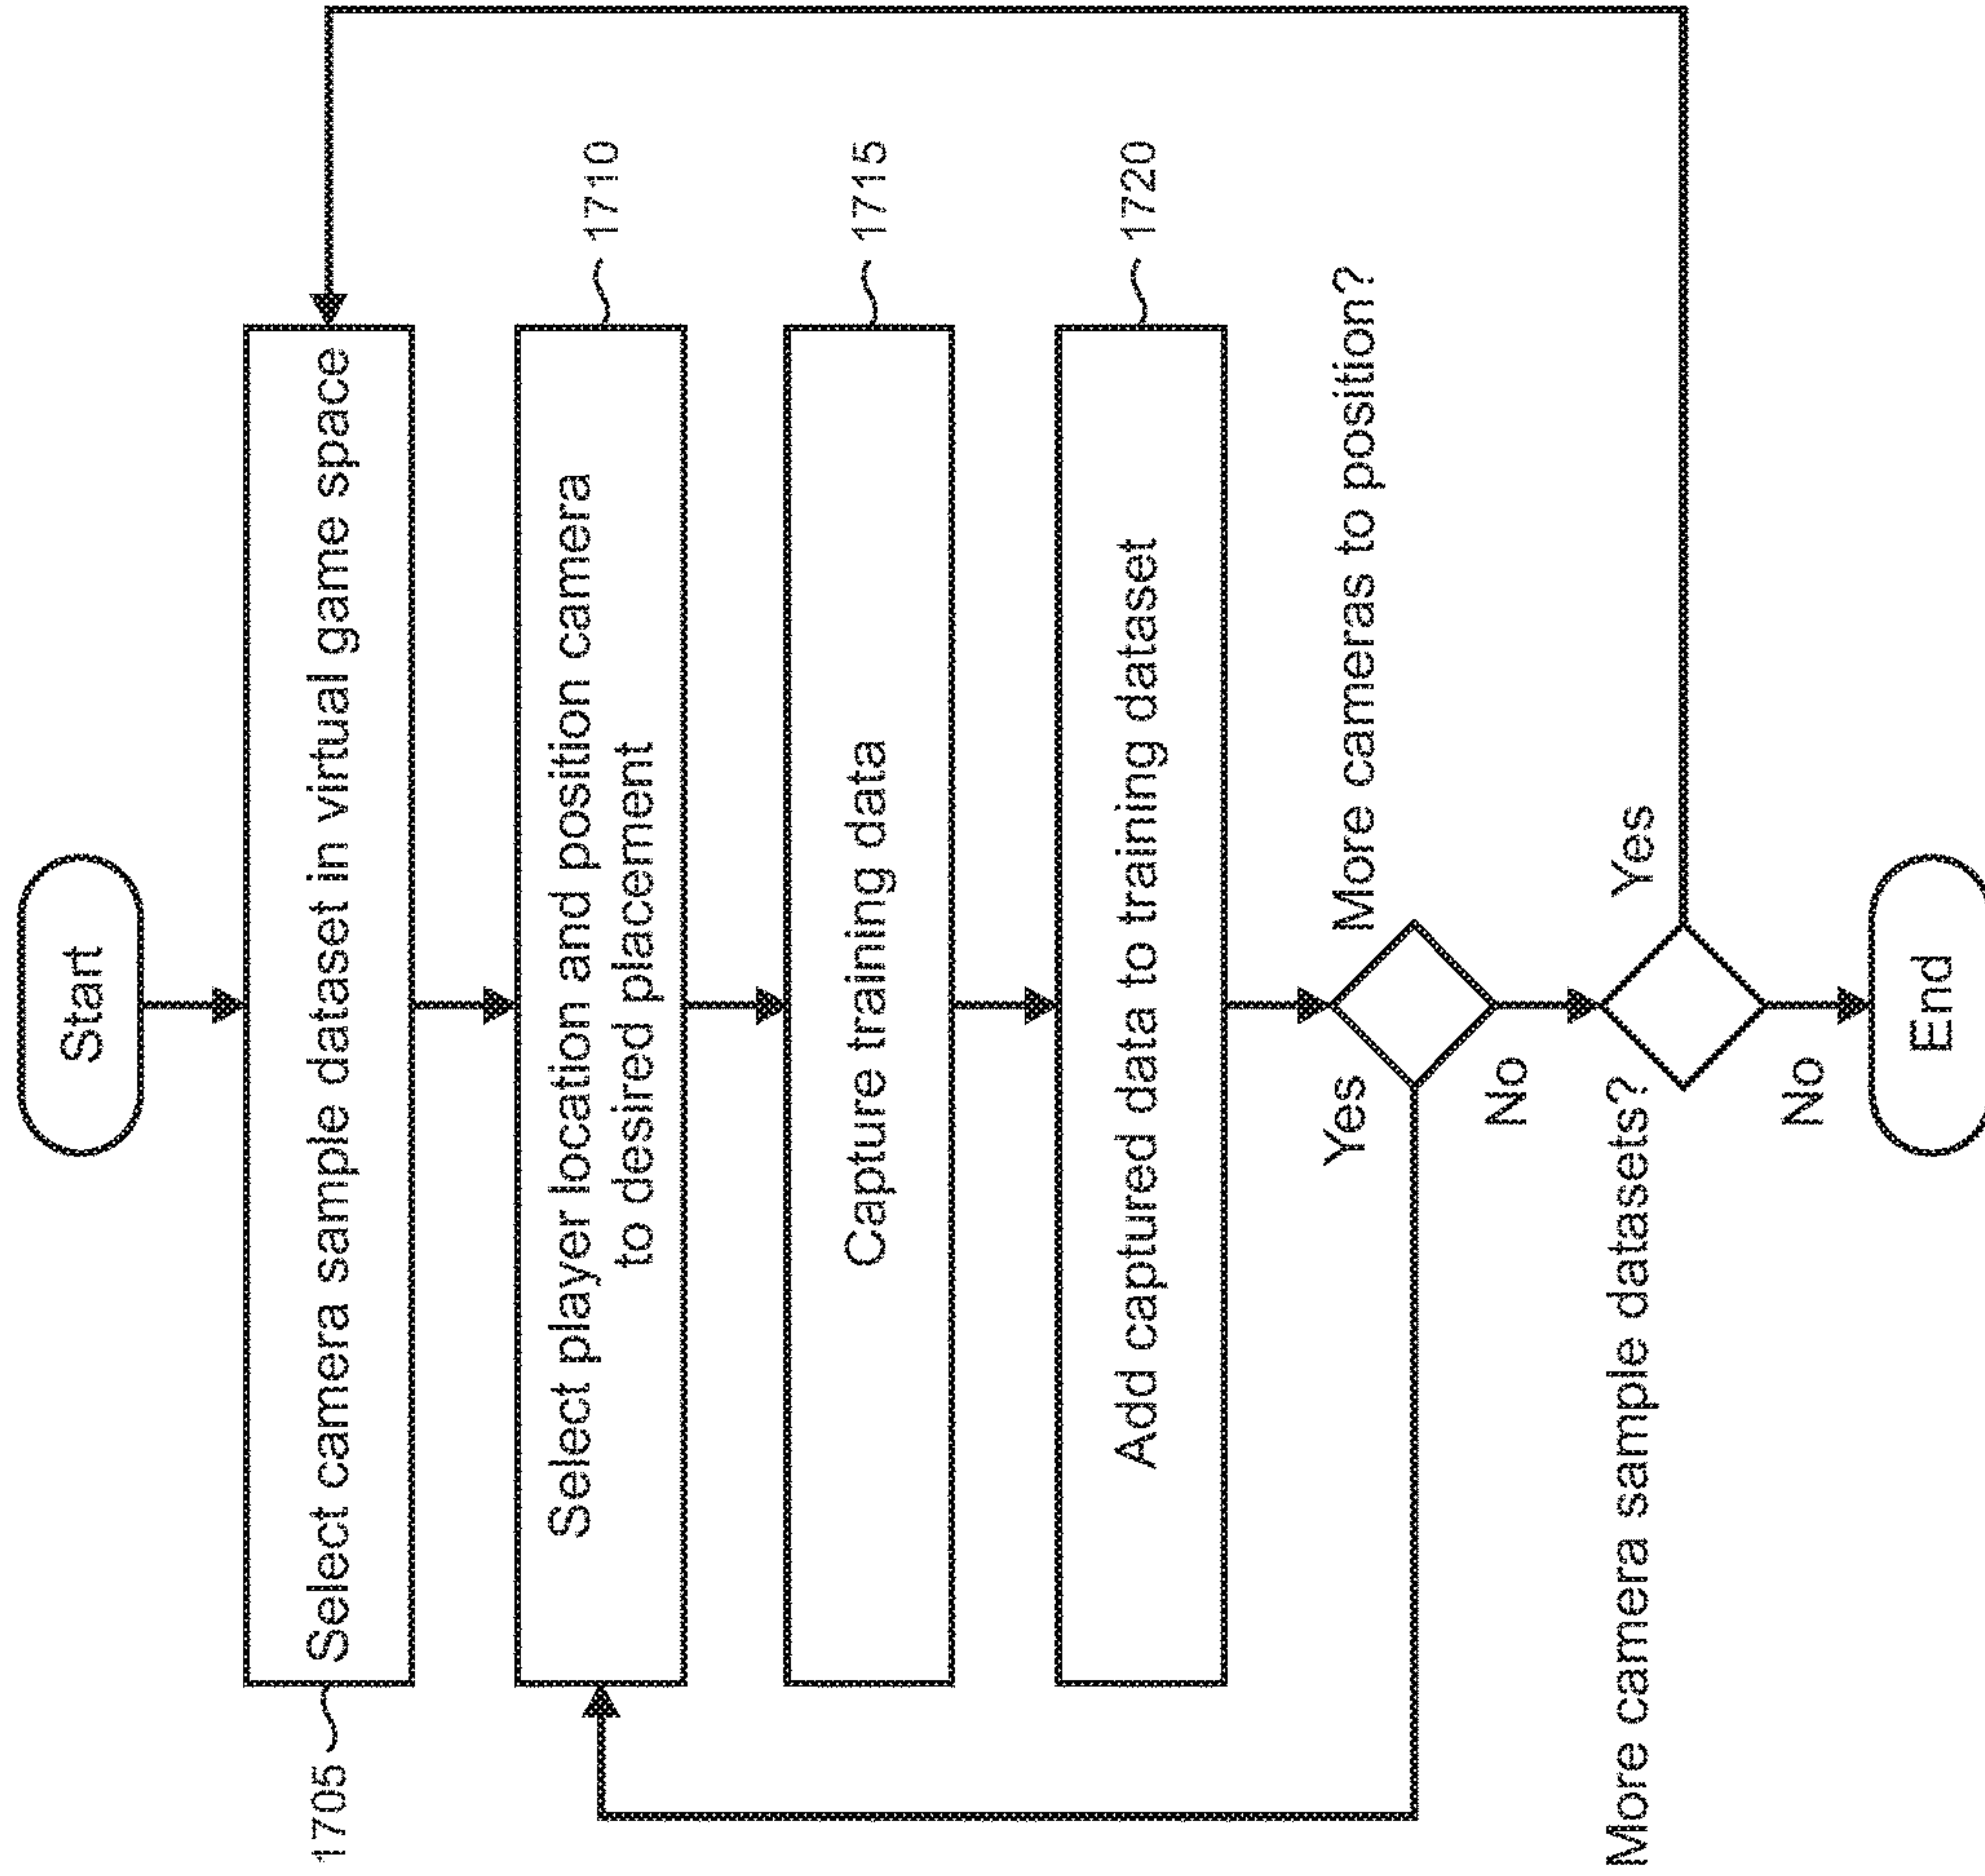 Start
1705
Select camera sample dataset in virtual game space
Select player location and position camera
to desired placement
1710
Capture training data
1715
Add captured data to training dataset
1720
More cameras to position?
Yes
No
More camera sample datasets?
Yes
No
End